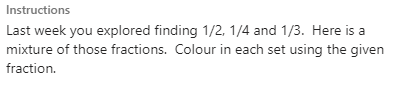 Instructions
Last week you explored finding 1/2, 1/4 and 1/3.  Here is a
mixture of those fractions.  Colour in each set using the given
fraction.